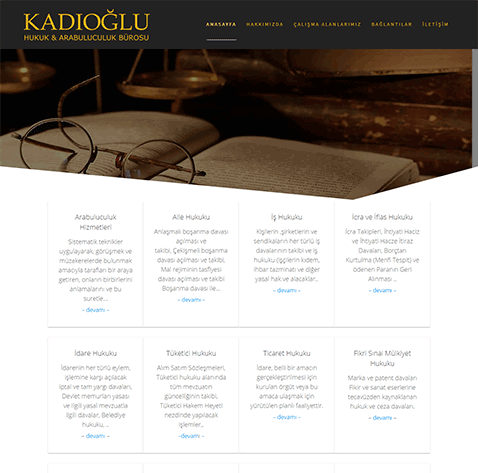 KADIOĞLU
HUKUK & ARABULUCULUK BÜROSU
ANASAYFA HAKKIMIZDA ÇALIŞMA ALANLARIMIZ BAĞLANTILAR İLETİŞİM
Arabuluculuk
Hizmetleri
Sistematik teknikler
uygulayarak, görüşmek ve
müzakerelerde bulunmak
amacıyla tarafları bir araya
getiren, onların birbirlerini
anlamalarını ve bu
suretle...
– devamı –
Aile Hukuku
Anlaşmalı boşanma davası
açılması ve
takibi, Çekişmeli boşanma
davası açılması ve takibi,
Mal rejiminin tasfiyesi
davası açılması ve takibi
Boşanma davası ile...
– devamı –
İş Hukuku
Kişilerin ,şirketlerin ve
sendikaların her türlü iş
davalarının takibi ve iş
hukuku (işçilerin kıdem,
ihbar tazminatı ve diğer
yasal hak ve alacaklar...
– devamı –
İcra ve İflas Hukuku
İcra Takipleri, İhtiyati Haciz
ve İhtiyati Hacze İtiraz
Davaları, Borçtan
Kurtulma (Menfi Tespit) ve
ödenen Paranın Geri
Alınması ...
– devamı –
İdare Hukuku
İdarenin her türlü eylem,
işlemine karşı açılacak
iptal ve tam yargı davaları,
Devlet memurları yasası
ve ilgili yasal mevzuatla
ilgili davalar, Belediye
hukuku, ...
– devamı –
Tüketici Hukuku
Alım Satım Sözleşmeleri,
Tüketici hukuku alanında
tüm mevzuatın
güncelliğinin takibi,
Tüketici Hakem Heyeti
nezdinde yapılacak
işlemler...
– devamı –
Ticaret Hukuku
İdare, belli bir amacın
gerçekleştirilmesi için
kurulan örgüt veya bu
amaca ulaşmak için
yürütülen planlı faaliyettir.
– devamı –
Fikri Sınai Mülkiyet
Hukuku
Marka ve patent davaları
Fikir ve sanat eserlerine
tecavüzden kaynaklanan
hukuk ve ceza davaları.
– devamı –